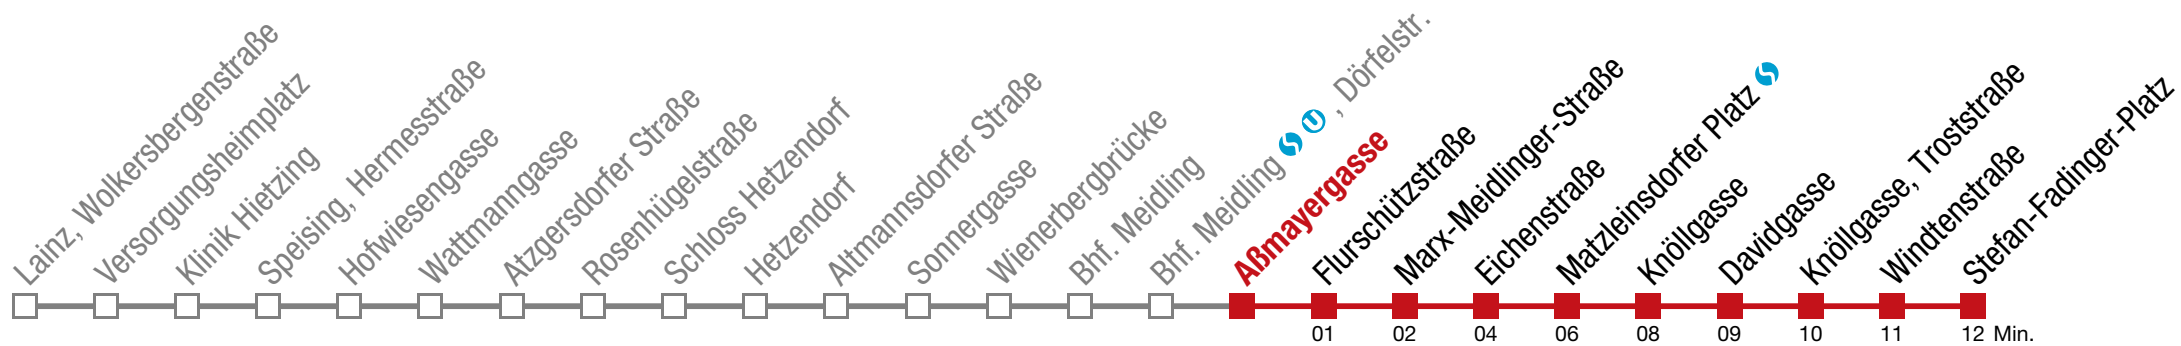 Lainz, Wolkersbergenstraße
Versorgungsheimplatz
Klinik Hietzing
Speising, Hermesstraße
Hofwiesengasse
Wattmanngasse
Atzgersdorfer Straße
Rosenhügelstraße
Schloss Hetzendorf
Hetzendorf
Altmannsdorfer Straße
Sonnergasse
Wienerbergbrücke
Bhf. Meidling
Bhf. Meidling S U , Dörfelstr.
Aßmayergasse
Flurschützstraße
Marx-Meidlinger-Straße
Eichenstraße
Matzleinsdorfer Platz S
Knöllgasse
Davidgasse
Knöllgasse, Troststraße
Windtenstraße
Stefan-Fadinger-Platz
01 02 04 06 08 09 10 11 12 Min.